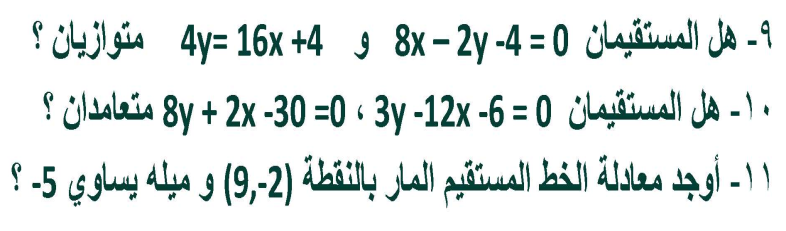 ٩- هل المستقيمان 8x – 2y -4 = 0 و 4y= 16x +4 متوازيان ؟
١٠- هل المستقيمان 3y -12x -6 = 0 ، 8y + 2x -30 =0 متعامدان ؟
١١- أوجد معادلة الخط المستقيم المار بالنقطة (9,-2) و ميله يساوي 5- ؟